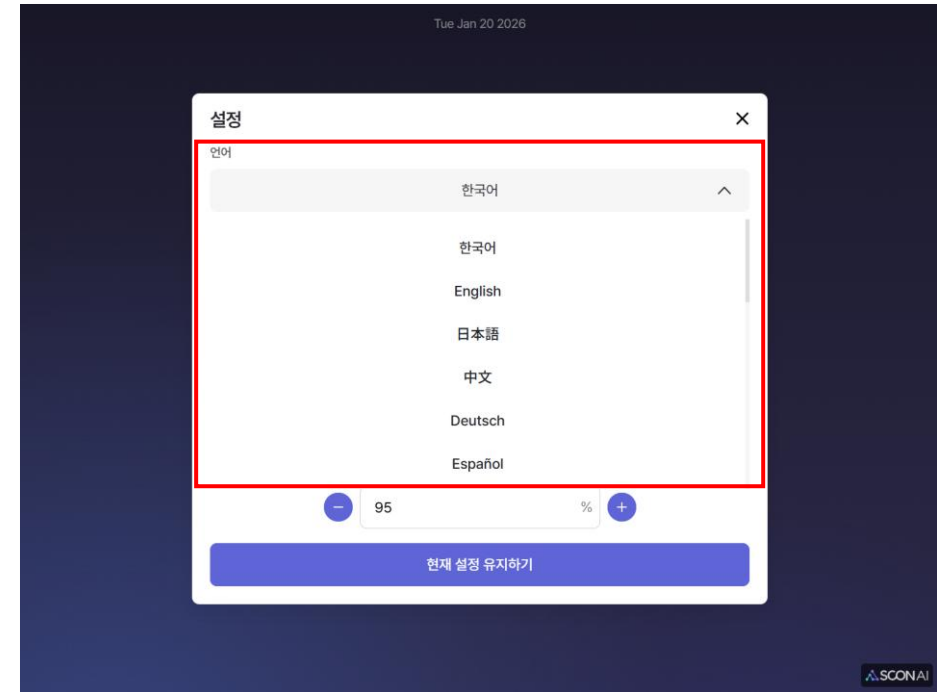 Tue Jan 20 2026
설정
언어
한국어
한국어
English
日本語
中文
Deutsch
Español
95 %
현재 설정 유지하기
SCONAI